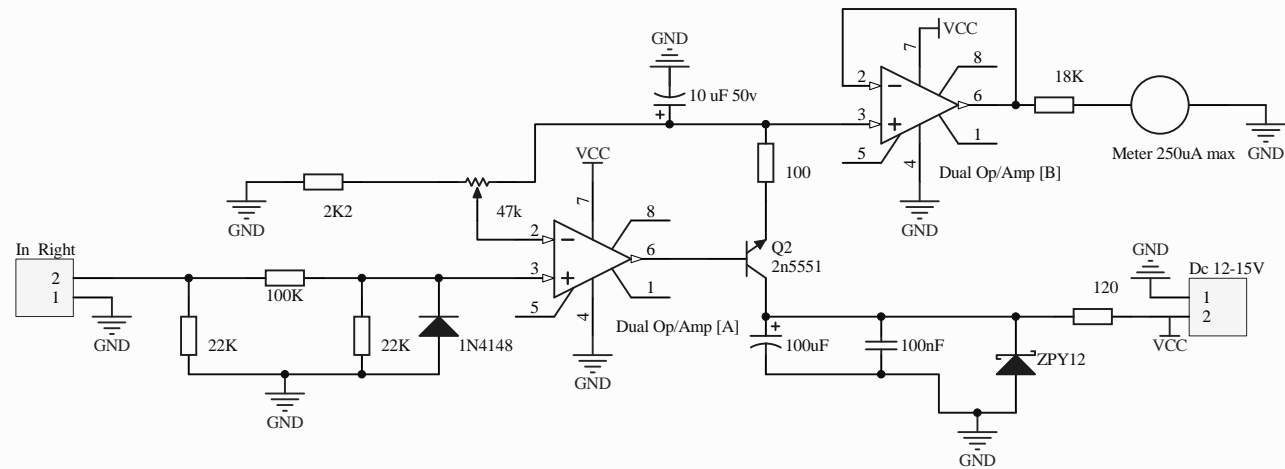 GND
10 uF 50v
+
7
VCC
8
2
3
6
5
4
1
GND
Dual Op/Amp [B]
18K
Meter 250uA max
GND
GND
2K2
47k
VCC
7
8
2
3
6
5
4
1
GND
Dual Op/Amp [A]
100
Q2
2n5551
In Right
2
1
GND
100K
22K
22K
1N4148
GND
+
100uF
100nF
ZPY12
GND
120
GND
Dc 12-15V
1
2
VCC